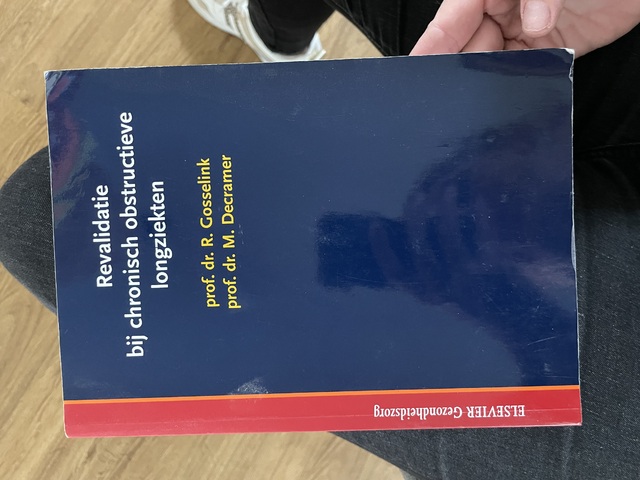 Revalidatie
bij chronisch obstructieve
longziekten
prof. dr. R. Gosselink
prof. dr. M. Decramer
ELSEVIER Gezondheidszorg